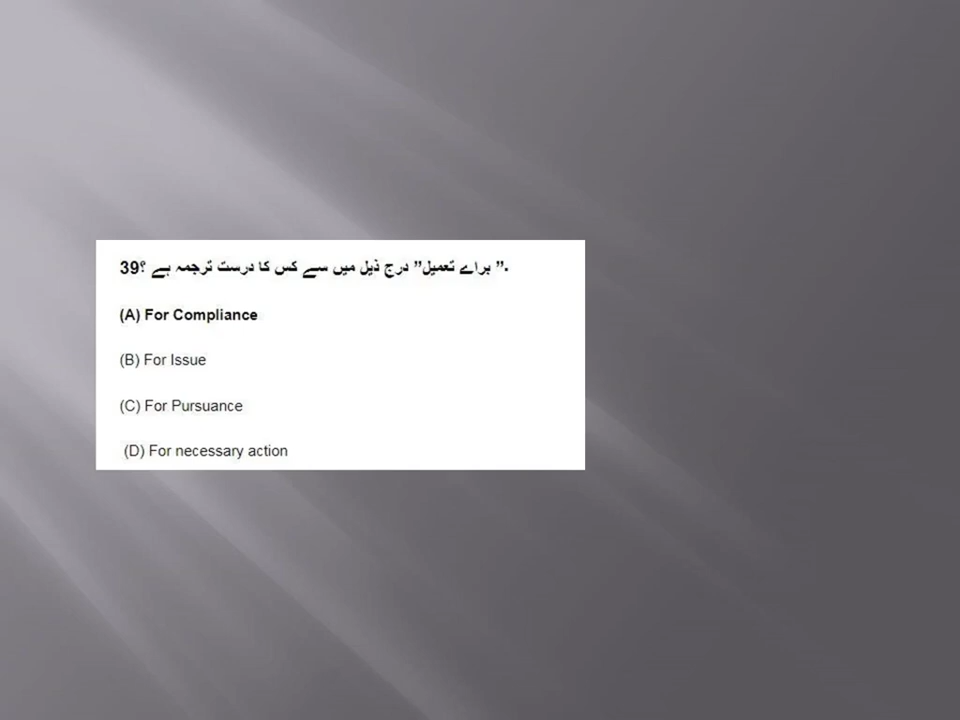 39۔ ” براے تعمیل” درج ذیل میں سے کس کا درست ترجمہ ہے ؟
(A) For Compliance
(B) For Issue
(C) For Pursuance
(D) For necessary action